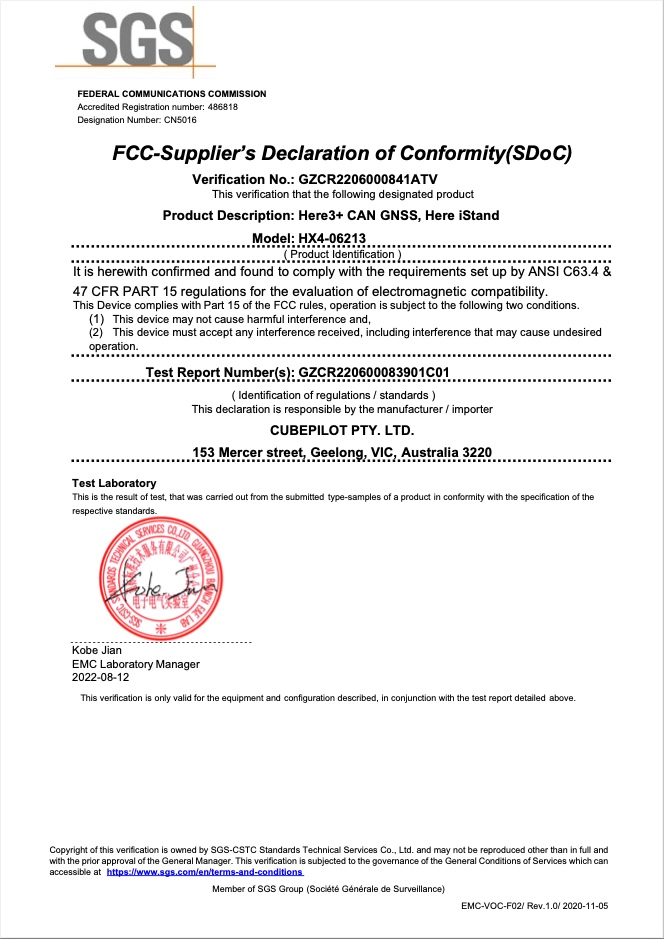 SGS
FEDERAL COMMUNICATIONS COMMISSION
Accredited Registration number: 486818
Designation Number: CN5016
FCC-Supplier's Declaration of Conformity(SDoC)
Verification No.: GZCR2206000841ATV
This verification that the following designated product
Product Description: Here3+ CAN GNSS, Here iStand
Model: HX4-06213
( Product Identification )
It is herewith confirmed and found to comply with the requirements set up by ANSI C63.4 &
47 CFR PART 15 regulations for the evaluation of electromagnetic compatibility.
This Device complies with Part 15 of the FCC rules, operation is subject to the following two conditions.
(1) This device may not cause harmful interference and,
(2) This device must accept any interference received, including interference that may cause undesired
operation.
Test Report Number(s): GZCR220600083901C01
( Identification of regulations / standards )
This declaration is responsible by the manufacturer / importer
CUBEPILOT PTY. LTD.
153 Mercer street, Geelong, VIC, Australia 3220
Test Laboratory
This is the result of test, that was carried out from the submitted type-samples of a product in conformity with the specification of the
respective standards.
SGS-CSTC STANDARDS TECHNICAL SERVICES CO.,LTD. GUANGZHOU BRANCH EMC LAB
技术服务有限公司广州
电子电气实验室
Kobe Jian
Kobe Jian
EMC Laboratory Manager
2022-08-12
This verification is only valid for the equipment and configuration described, in conjunction with the test report detailed above.
Copyright of this verification is owned by SGS-CSTC Standards Technical Services Co., Ltd. and may not be reproduced other than in full and
with the prior approval of the General Manager. This verification is subjected to the governance of the General Conditions of Services which can
accessible at https://www.sgs.com/en/terms-and-conditions
Member of SGS Group (Société Générale de Surveillance)
EMC-VOC-F02/ Rev.1.0/ 2020-11-05